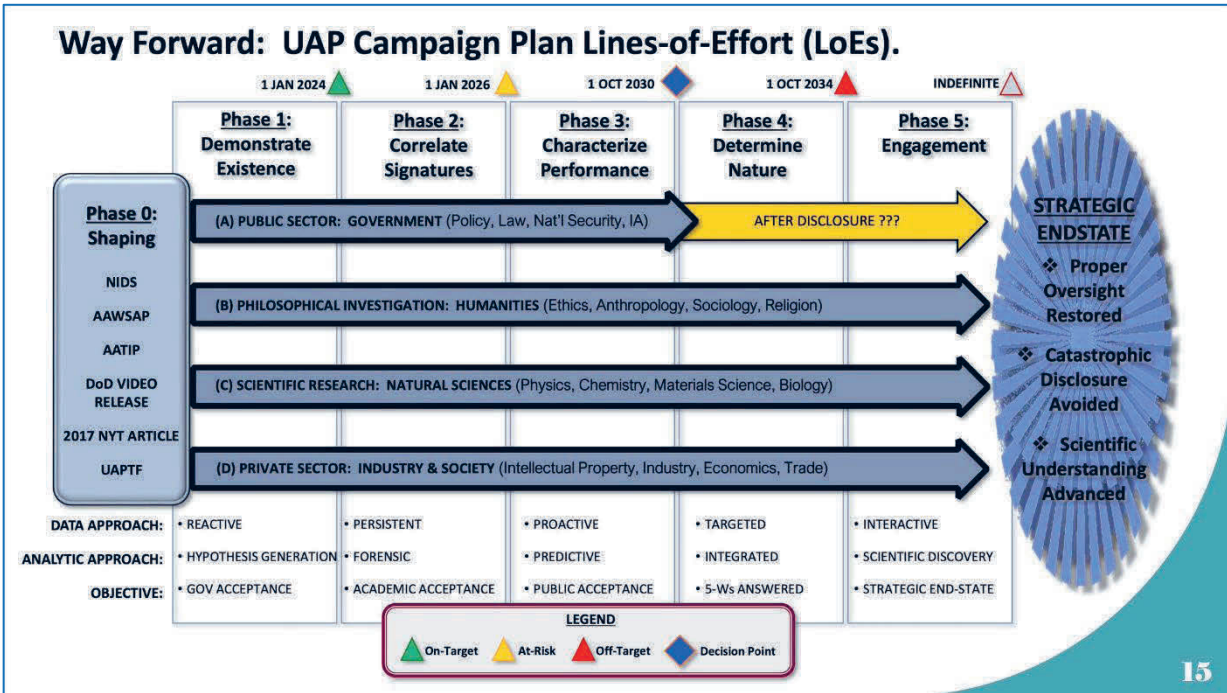 Way Forward: UAP Campaign Plan Lines-of-Effort (LoEs).
1 JAN 2024
1 JAN 2026
1 OCT 2030
1 OCT 2034
INDEFINITE
Phase 1:
Demonstrate
Existence
Phase 2:
Correlate
Signatures
Phase 3:
Characterize
Performance
Phase 4:
Determine
Nature
Phase 5:
Engagement
Phase 0:
Shaping
NIDS
AAWSAP
AATIP
DoD VIDEO
RELEASE
2017 NYT ARTICLE
UAPTF
(A) PUBLIC SECTOR: GOVERNMENT (Policy, Law, Nat'l Security, IA)
AFTER DISCLOSURE ???
(B) PHILOSOPHICAL INVESTIGATION: HUMANITIES (Ethics, Anthropology, Sociology, Religion)
(C) SCIENTIFIC RESEARCH: NATURAL SCIENCES (Physics, Chemistry, Materials Science, Biology)
(D) PRIVATE SECTOR: INDUSTRY & SOCIETY (Intellectual Property, Industry, Economics, Trade)
STRATEGIC
ENDSTATE
❖ Proper
Oversight
Restored
❖ Catastrophic
Disclosure
Avoided
❖ Scientific
Understanding
Advanced
DATA APPROACH: • REACTIVE • PERSISTENT • PROACTIVE • TARGETED • INTERACTIVE
ANALYTIC APPROACH: • HYPOTHESIS GENERATION • FORENSIC • PREDICTIVE • INTEGRATED • SCIENTIFIC DISCOVERY
OBJECTIVE: • GOV ACCEPTANCE • ACADEMIC ACCEPTANCE • PUBLIC ACCEPTANCE • 5-Ws ANSWERED • STRATEGIC END-STATE
LEGEND
On-Target At-Risk Off-Target Decision Point
15